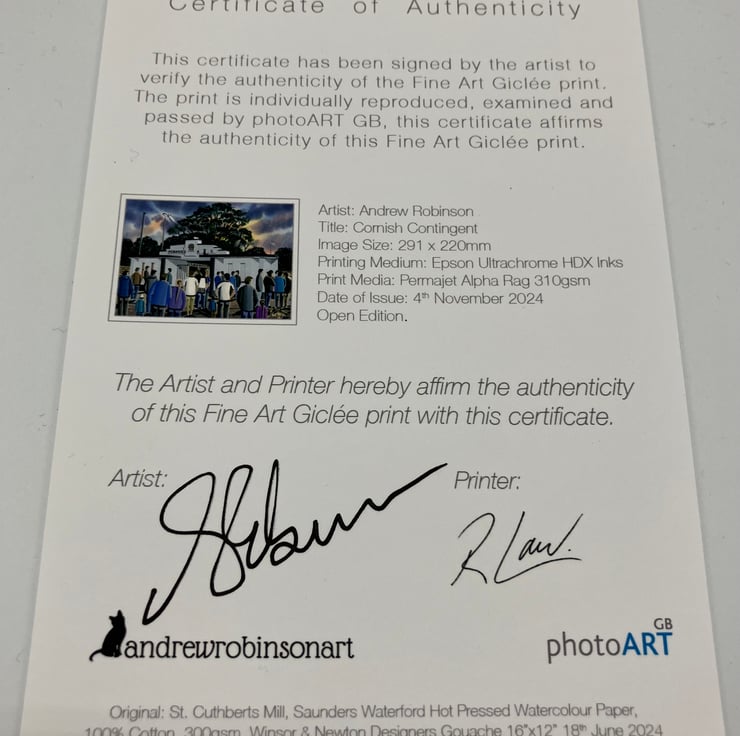 Certificate of Authenticity
This certificate has been signed by the artist to
verify the authenticity of the Fine Art Giclée print.
The print is individually reproduced, examined and
passed by photoART GB, this certificate affirms
the authenticity of this Fine Art Giclée print.
Artist: Andrew Robinson
Title: Cornish Contingent
Image Size: 291 x 220mm
Printing Medium: Epson Ultrachrome HDX Inks
Print Media: Permajet Alpha Rag 310gsm
Date of Issue: 4th November 2024
Open Edition.
The Artist and Printer hereby affirm the authenticity
of this Fine Art Giclée print with this certificate.
Artist:
Printer:
R Law.
andrewrobinsonart
photoART GB
Original: St. Cuthberts Mill, Saunders Waterford Hot Pressed Watercolour Paper,
100% Cotton, 300gsm, Winsor & Newton Designers Gouache 16"x12" 18th June 2024